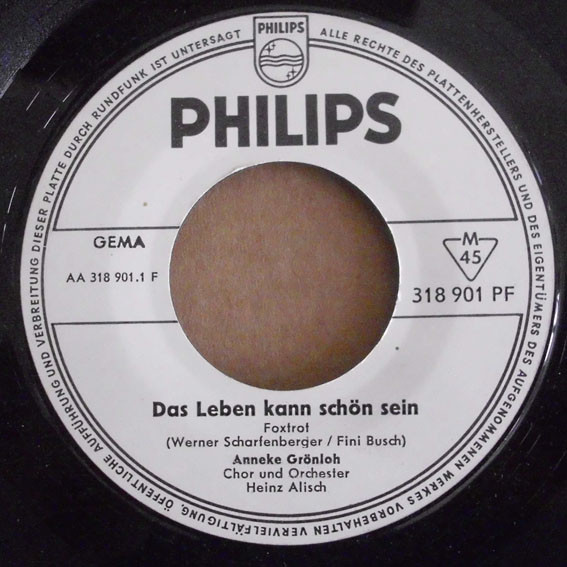 ALLE RECHTE DES PLATTENHERSTELLERS UND DES EIGENTÜMERS DES AUFGENOMMENEN WERKES VORBEHALTEN VERVIELFÄLTIGUNG, ÖFFENTLICHE AUFFÜHRUNG UND VERBREITUNG DIESER PLATTE DURCH RUNDFUNK IST UNTERSAGT
PHILIPS
PHILIPS
GEMA
AA 318 901.1 F
M
45
318 901 PF
Das Leben kann schön sein
Foxtrot
(Werner Scharfenberger / Fini Busch)
Anneke Grönloh
Chor und Orchester
Heinz Alisch